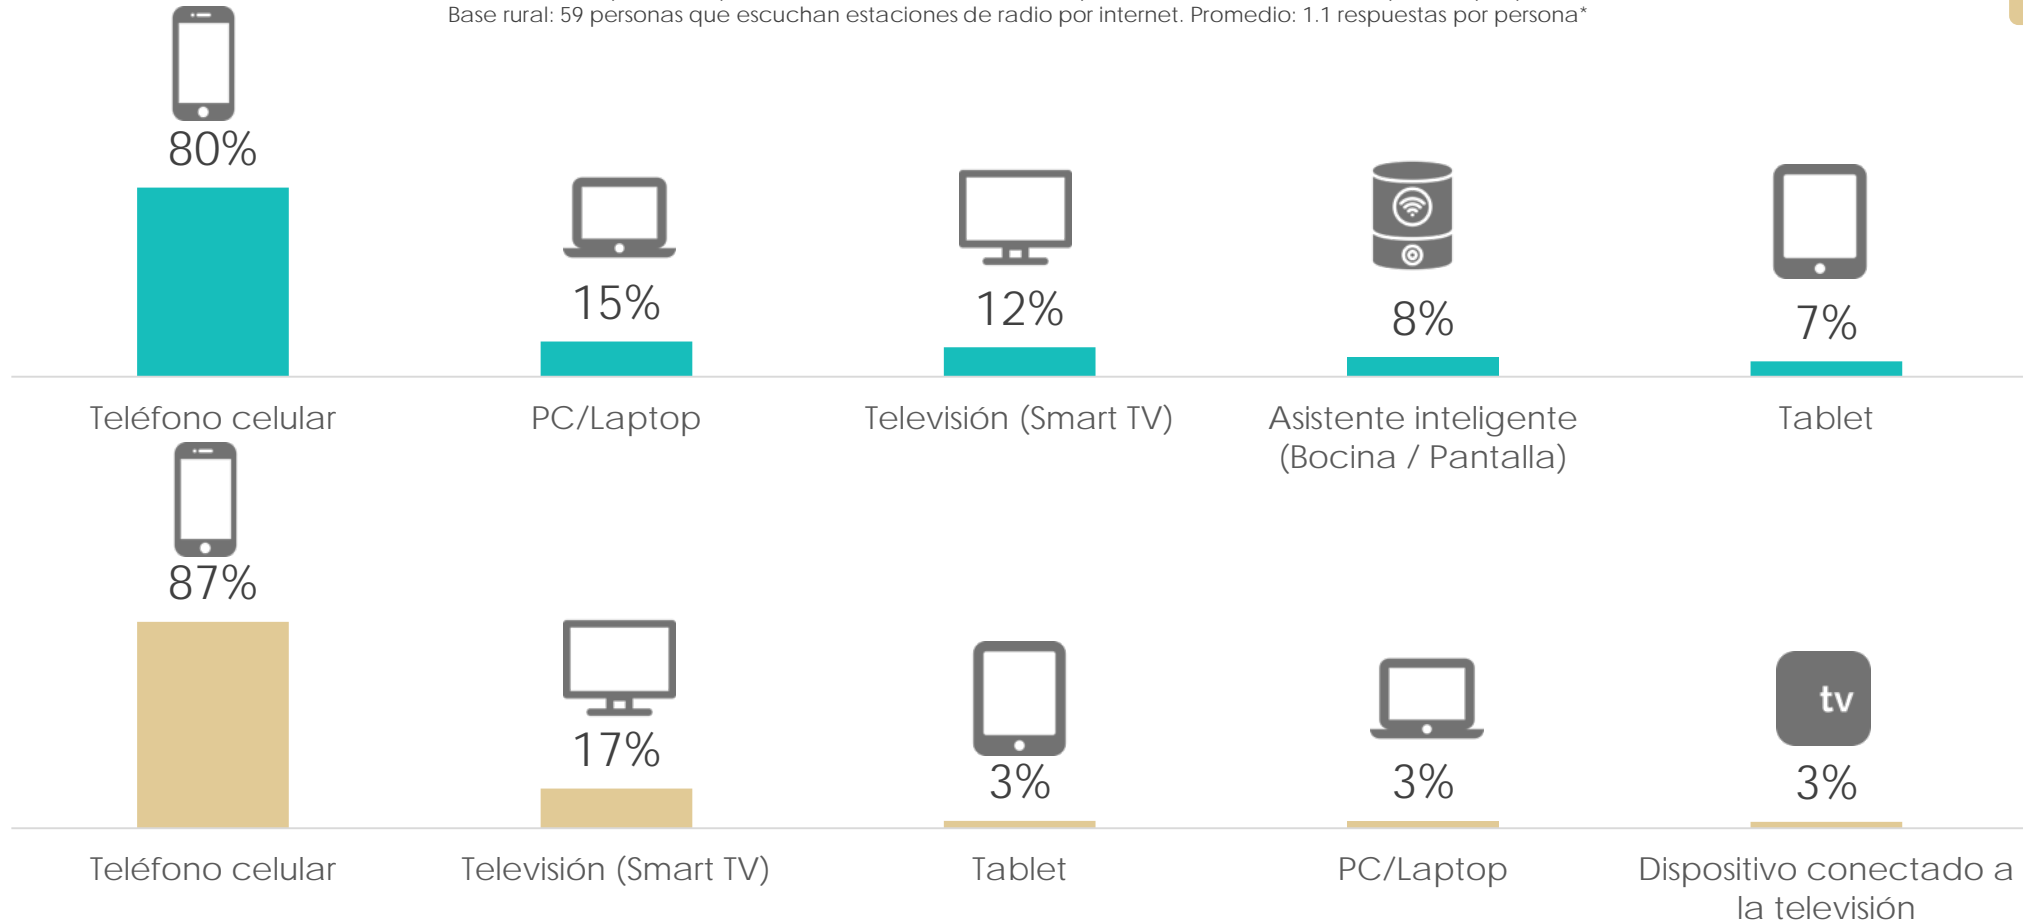 Base rural: 59 personas que escuchan estaciones de radio por internet. Promedio: 1.1 respuestas por persona*
80%
15%
12%
8%
7%
Teléfono celular
PC/Laptop
Televisión (Smart TV)
Asistente inteligente
(Bocina / Pantalla)
Tablet
87%
17%
3%
3%
tv
3%
Teléfono celular
Televisión (Smart TV)
Tablet
PC/Laptop
Dispositivo conectado a
la televisión